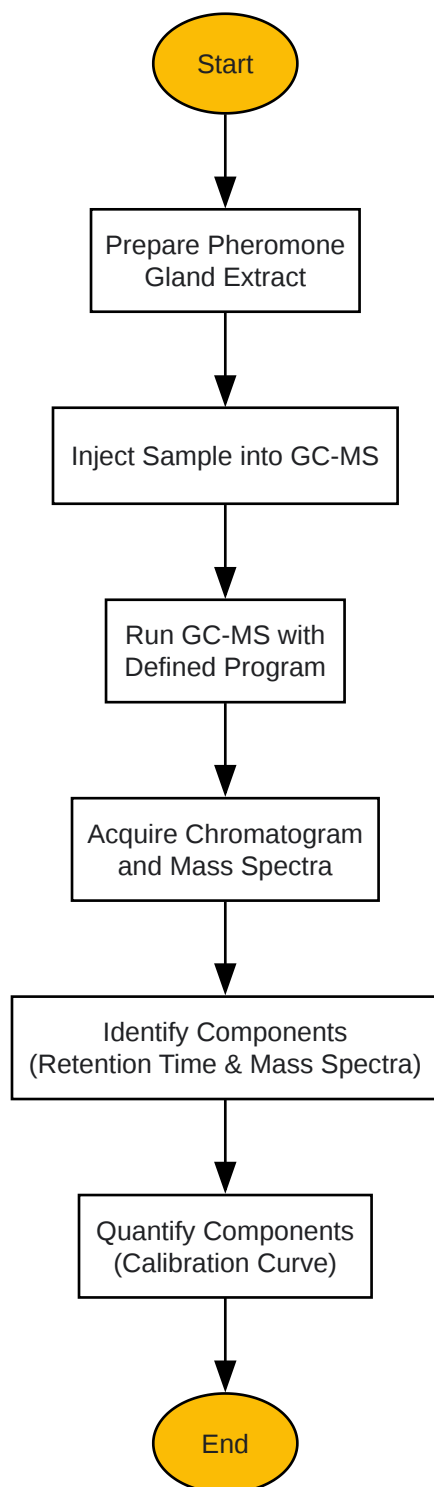 Start
Prepare Pheromone
Gland Extract
Inject Sample into GC-MS
Run GC-MS with
Defined Program
Acquire Chromatogram
and Mass Spectra
Identify Components
(Retention Time & Mass Spectra)
Quantify Components
(Calibration Curve)
End